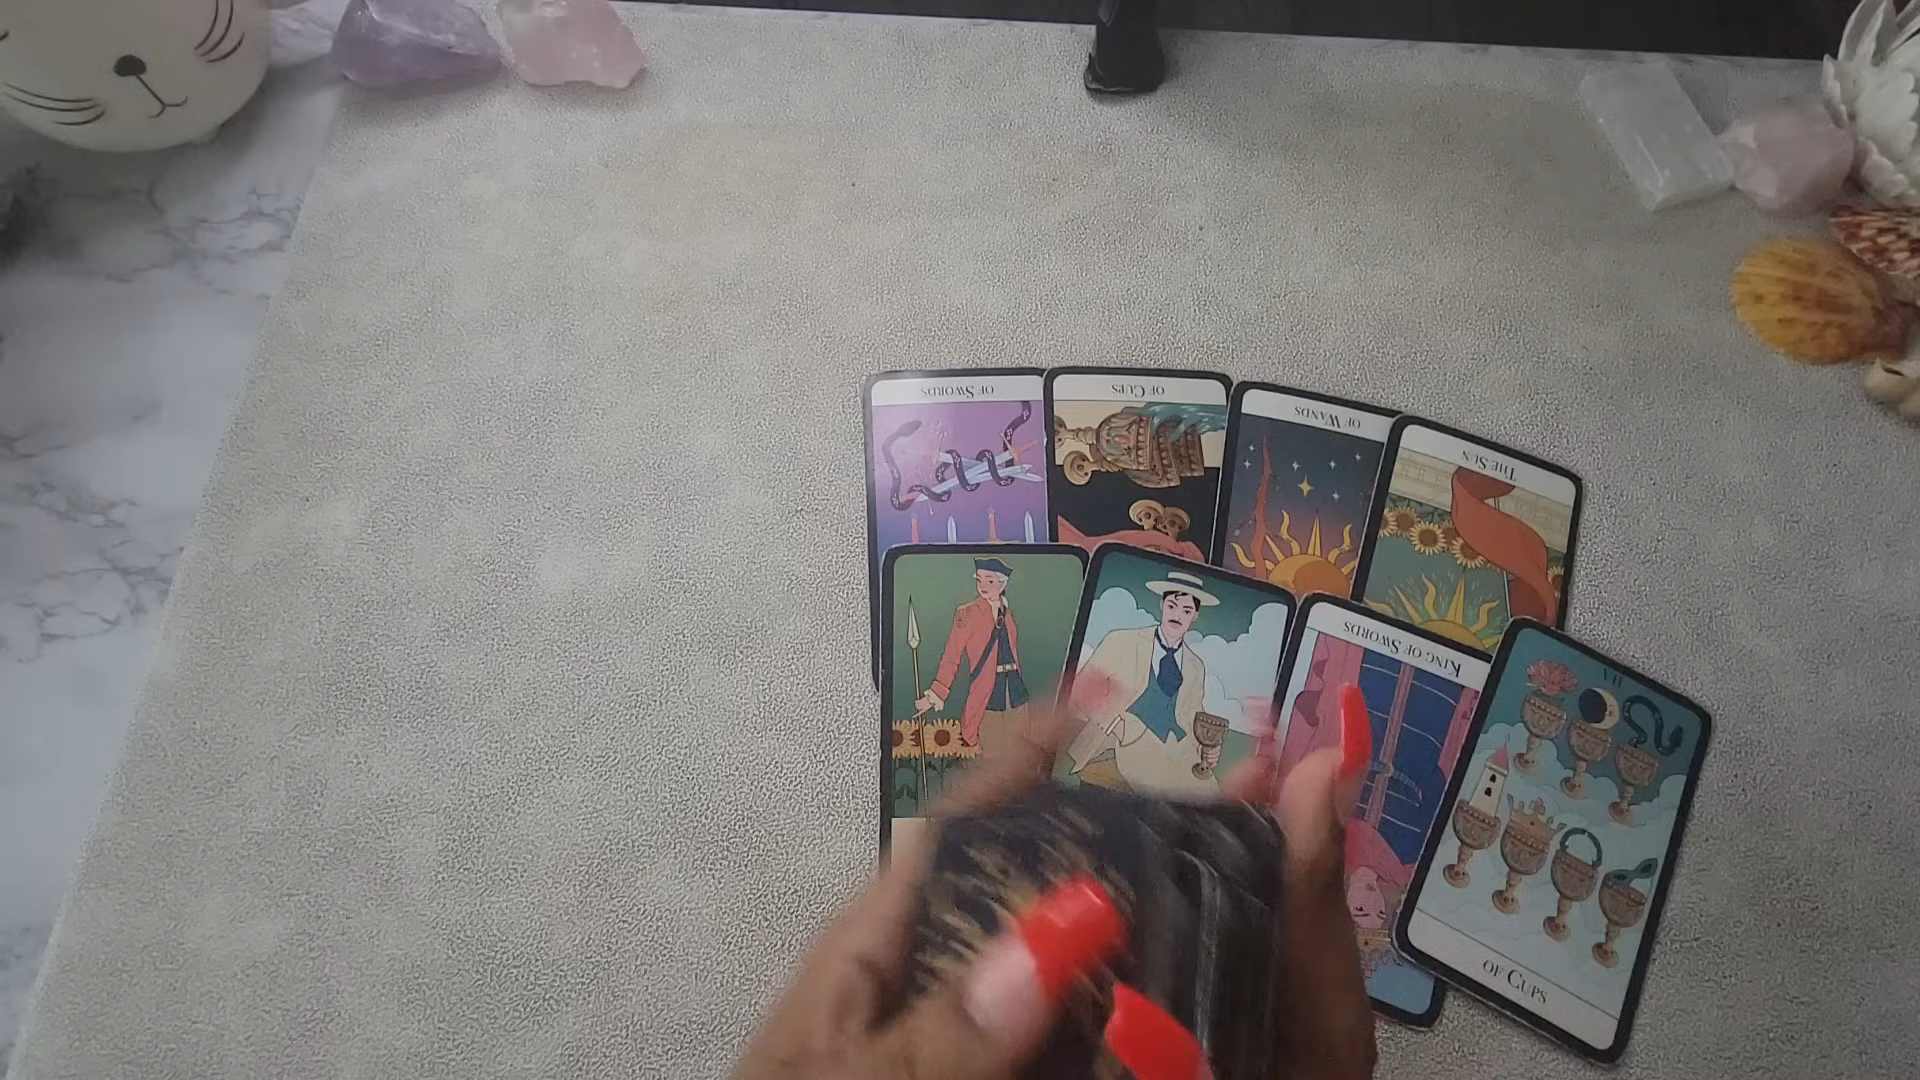 OF SWORDS
OF CUPS
OF WANDS
THE SUN
KING OF SWORDS
VII
OF CUPS